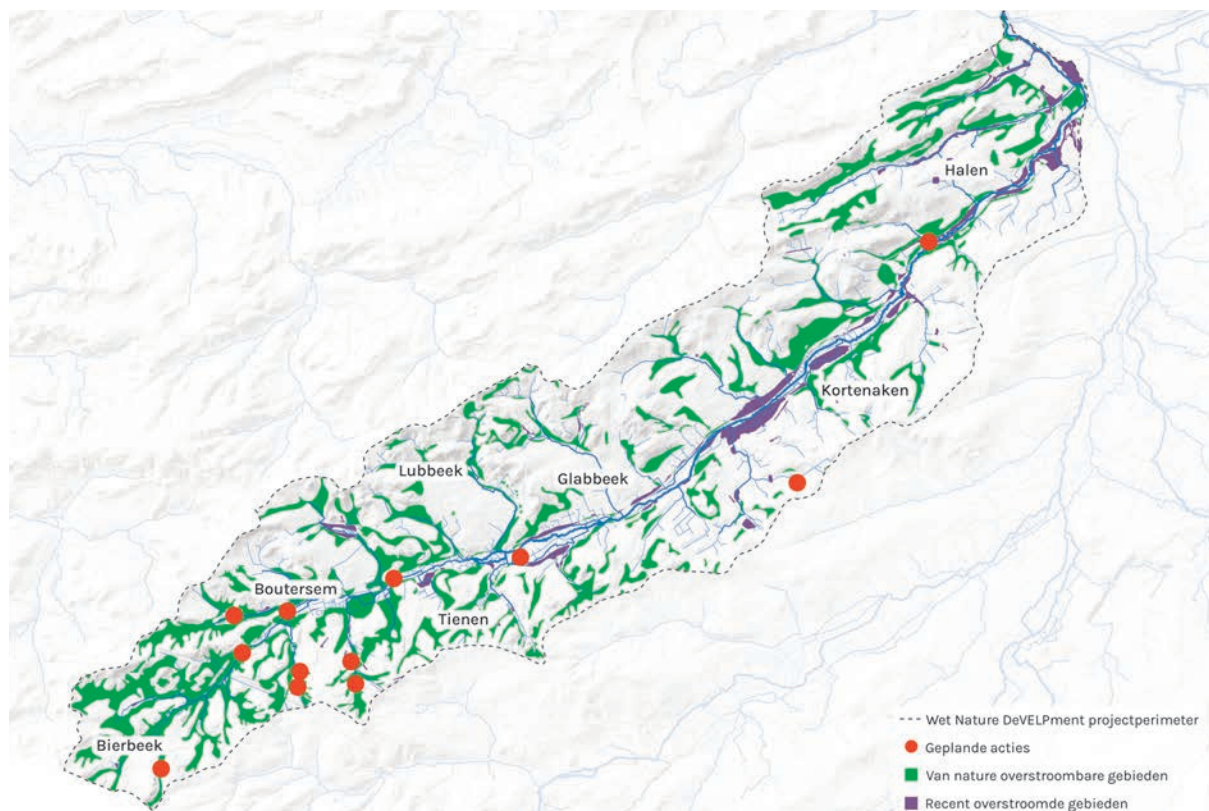 Halen
Kortenaken
Lubbeek
Glabbeek
Boutersem
Tienen
Bierbeek
Wet Nature DeVELPment projectperimeter
Geplande acties
Van nature overstroombare gebieden
Recent overstroomde gebieden